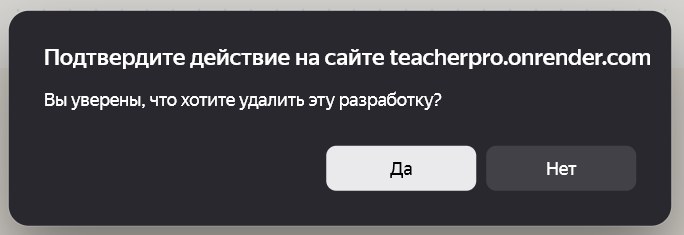 Подтвердите действие на сайте teacherpro.onrender.com
Вы уверены, что хотите удалить эту разработку?
Да
Нет